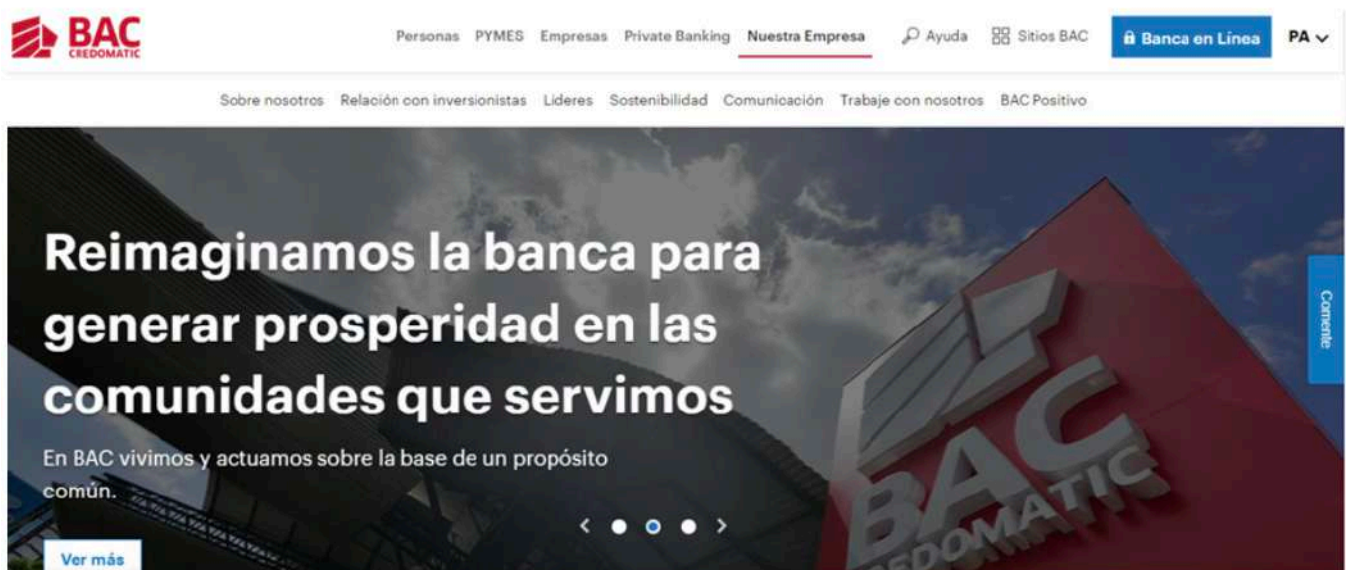 BAC
CREDOMATIC
Personas PYMES Empresas Private Banking Nuestra Empresa Ayuda Sitios BAC Banca en Línea PA
Sobre nosotros Relación con inversionistas Lideres Sostenibilidad Comunicación Trabaje con nosotros BAC Positivo
Reimaginamos la banca para
generar prosperidad en las
comunidades que servimos
En BAC vivimos y actuamos sobre la base de un propósito
común.
Ver más
Comente
BAC
CREDOMATIC